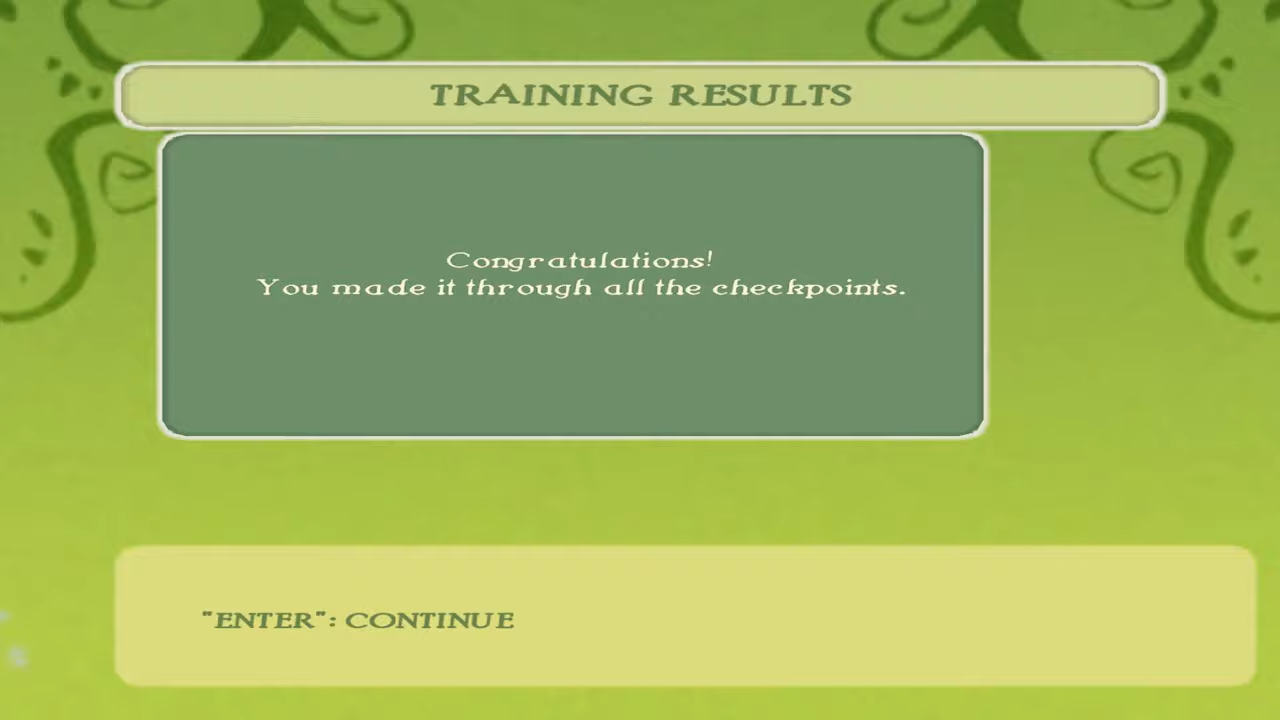 TRAINING RESULTS
Congratulations!
You made it through all the checkpoints.
"ENTER": CONTINUE